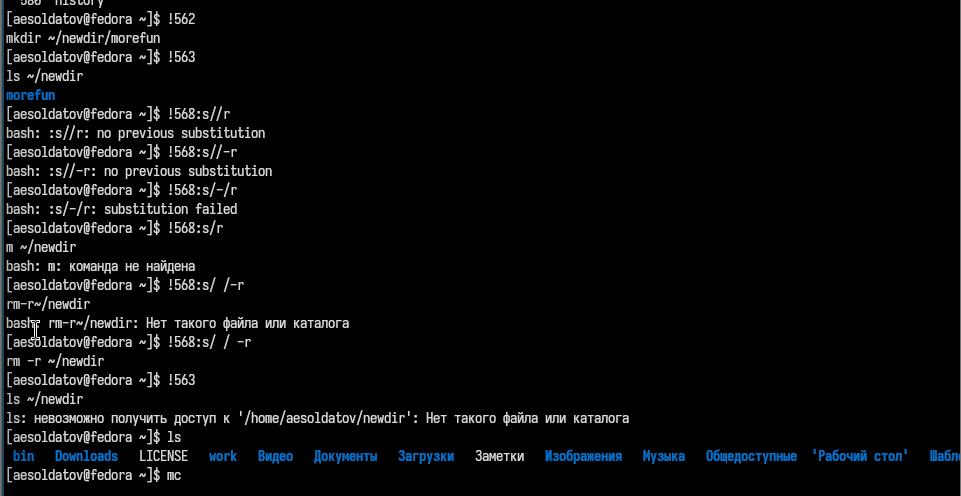 580 history
[aesoldatov@fedora ~]$ !562
mkdir ~/newdir/morefun
[aesoldatov@fedora ~]$ !563
ls ~/newdir
morefun
[aesoldatov@fedora ~]$ !568:s//r
bash: :s//r: no previous substitution
[aesoldatov@fedora ~]$ !568:s//-r
bash: :s//-r: no previous substitution
[aesoldatov@fedora ~]$ !568:s/-/r
bash: :s/-/r: substitution failed
[aesoldatov@fedora ~]$ !568:s/r
m ~/newdir
bash: m: команда не найдена
[aesoldatov@fedora ~]$ !568:s/ /-r
rm-r~/newdir
bash: rm-r~/newdir: Нет такого файла или каталога
[aesoldatov@fedora ~]$ !568:s/ / -r
rm -r ~/newdir
[aesoldatov@fedora ~]$ !563
ls ~/newdir
ls: невозможно получить доступ к '/home/aesoldatov/newdir': Нет такого файла или каталога
[aesoldatov@fedora ~]$ ls
bin Downloads LICENSE work Видео Документы Загрузки Заметки Изображения Музыка Общедоступные 'Рабочий стол' Шабл
[aesoldatov@fedora ~]$ mc